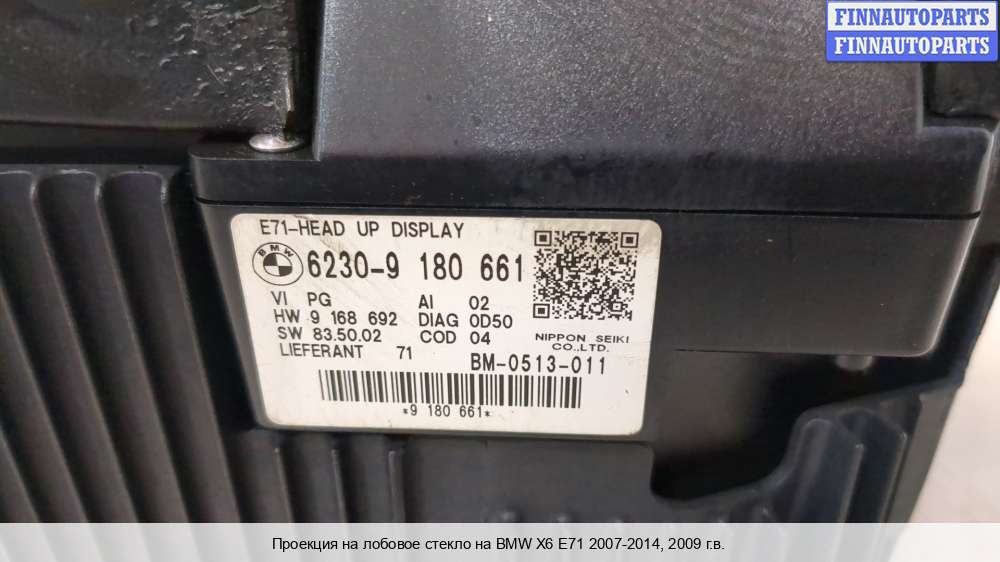 FINNAUTOPARTS
FINNAUTOPARTS
E71-HEAD UP DISPLAY
BMW
6230-9 180 661
VI PG AI 02
HW 9 168 692 DIAG 0D50
SW 83.50.02 COD 04
LIEFERANT 71
NIPPON SEIKI
CO.,LTD.
BM-0513-011
*9 180 661*
Проекция на лобовое стекло на BMW X6 E71 2007-2014, 2009 г.в.